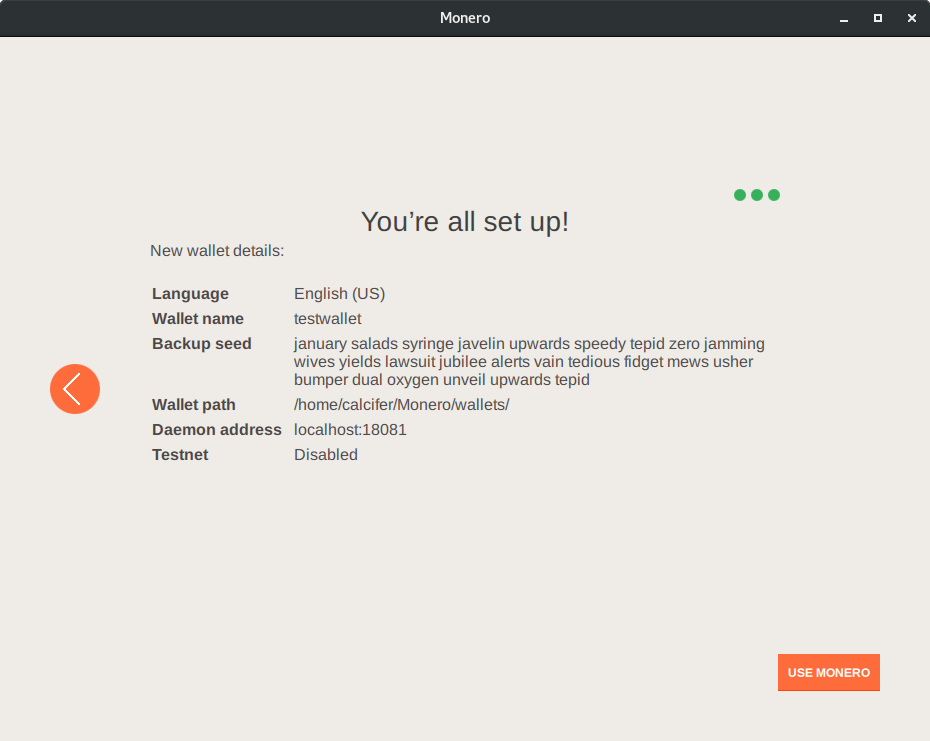 Monero
You’re all set up!
New wallet details:
Language English (US)
Wallet name testwallet
Backup seed january salads syringe javelin upwards speedy tepid zero jamming
wives yields lawsuit jubilee alerts vain tedious fidget mews usher
bumper dual oxygen unveil upwards tepid
Wallet path /home/calcifer/Monero/wallets/
Daemon address localhost:18081
Testnet Disabled
USE MONERO